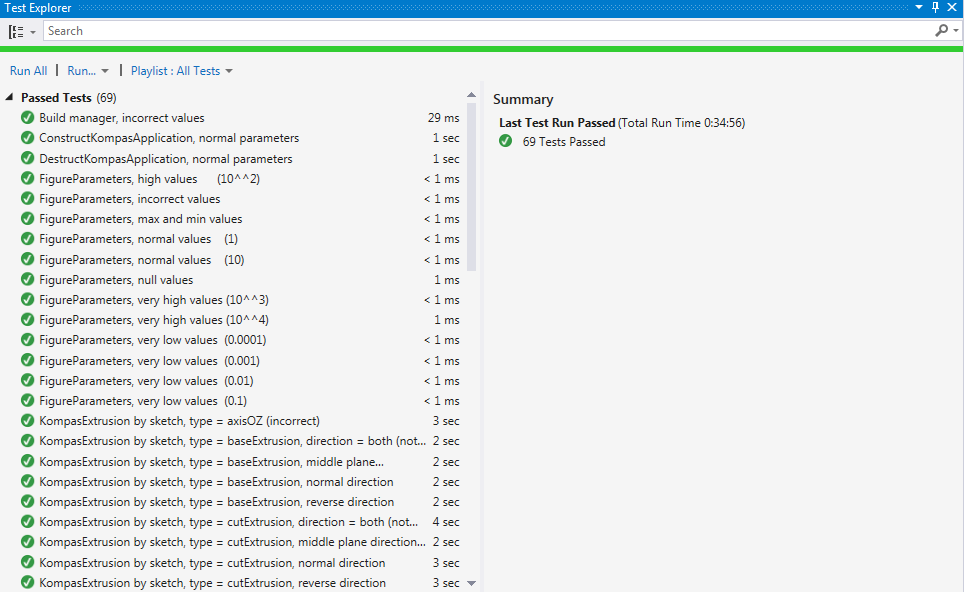 Test Explorer
Search
Run All | Run... | Playlist : All Tests
Passed Tests (69)
Build manager, incorrect values 29 ms
ConstructKompasApplication, normal parameters 1 sec
DestructKompasApplication, normal parameters 1 sec
FigureParameters, high values (10^^2) < 1 ms
FigureParameters, incorrect values < 1 ms
FigureParameters, max and min values < 1 ms
FigureParameters, normal values (1) < 1 ms
FigureParameters, normal values (10) < 1 ms
FigureParameters, null values 1 ms
FigureParameters, very high values (10^^3) < 1 ms
FigureParameters, very high values (10^^4) 1 ms
FigureParameters, very low values (0.0001) < 1 ms
FigureParameters, very low values (0.001) < 1 ms
FigureParameters, very low values (0.01) < 1 ms
FigureParameters, very low values (0.1) < 1 ms
KompasExtrusion by sketch, type = axisOZ (incorrect) 3 sec
KompasExtrusion by sketch, type = baseExtrusion, direction = both (not... 2 sec
KompasExtrusion by sketch, type = baseExtrusion, middle plane... 2 sec
KompasExtrusion by sketch, type = baseExtrusion, normal direction 2 sec
KompasExtrusion by sketch, type = baseExtrusion, reverse direction 2 sec
KompasExtrusion by sketch, type = cutExtrusion, direction = both (not... 4 sec
KompasExtrusion by sketch, type = cutExtrusion, middle plane direction... 2 sec
KompasExtrusion by sketch, type = cutExtrusion, normal direction 3 sec
KompasExtrusion by sketch, type = cutExtrusion, reverse direction 3 sec
Summary
Last Test Run Passed (Total Run Time 0:34:56)
69 Tests Passed